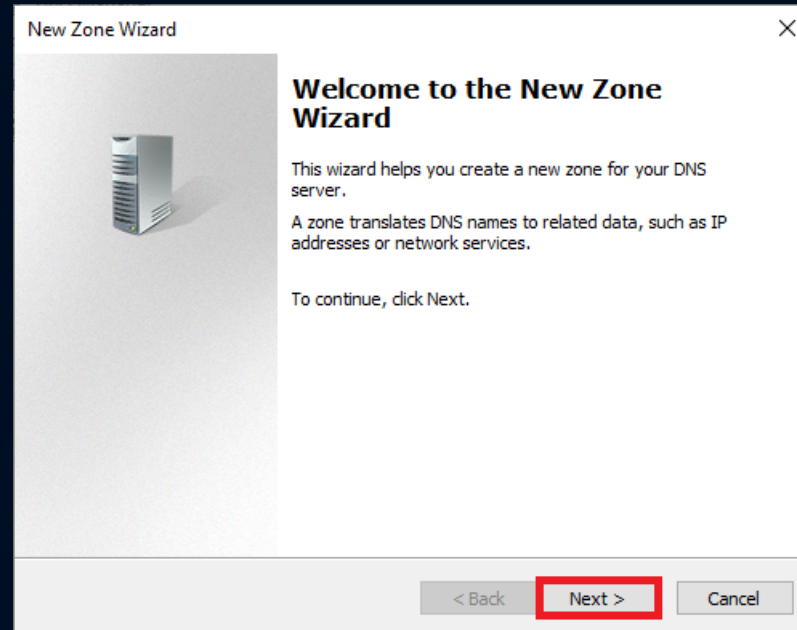 New Zone Wizard
Welcome to the New Zone
Wizard
This wizard helps you create a new zone for your DNS
server.
A zone translates DNS names to related data, such as IP
addresses or network services.
To continue, click Next.
< Back
Next >
Cancel